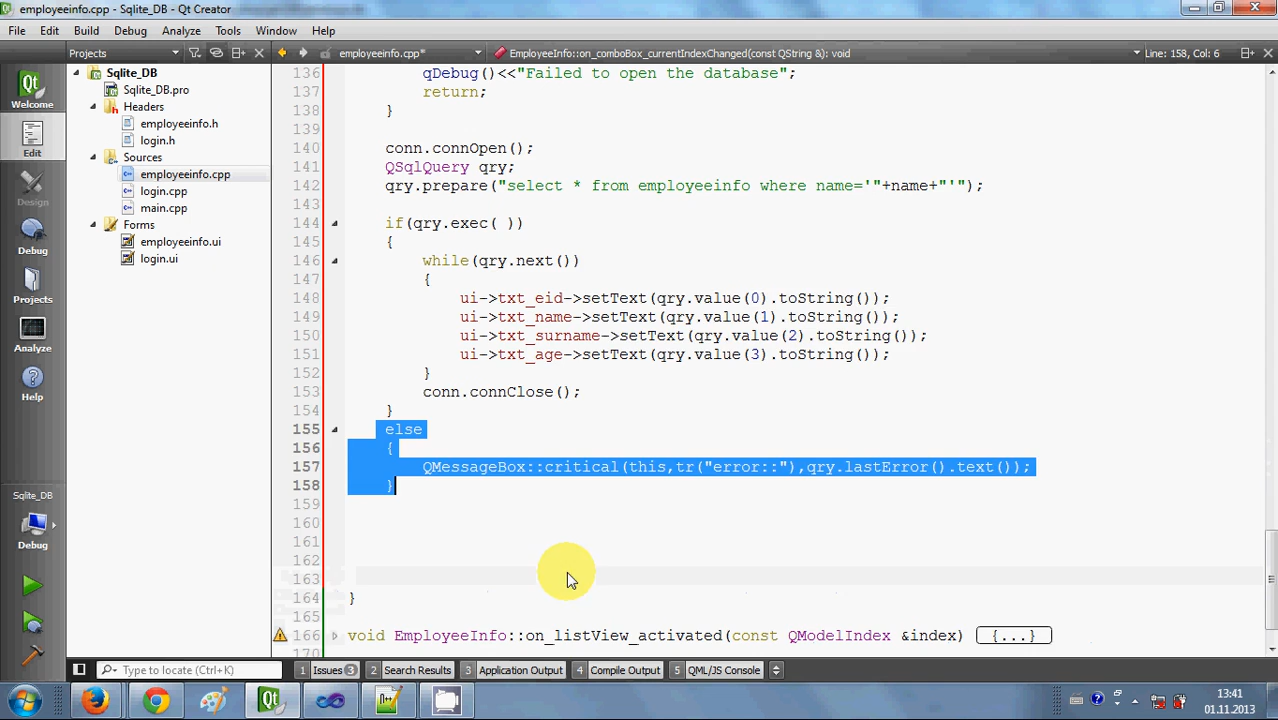 employeeinfo.cpp - Sqlite_DB - Qt Creator
File Edit Build Debug Analyze Tools Window Help
Projects employeeinfo.cpp* EmployeeInfo::on_comboBox_currentIndexChanged(const QString &): void Line: 158, Col: 6
Welcome
Edit
Design
Debug
Projects
Analyze
Help
Sqlite_DB
Debug
Sqlite_DB
Sqlite_DB.pro
Headers
employeeinfo.h
login.h
Sources
employeeinfo.cpp
login.cpp
main.cpp
Forms
employeeinfo.ui
login.ui
136 qDebug()<<"Failed to open the database";
137 return;
138 }
139
140 conn.connOpen();
141 QSqlQuery qry;
142 qry.prepare("select * from employeeinfo where name='"+name+"'");
143
144 if(qry.exec( ))
145 {
146 while(qry.next())
147 {
148 ui->txt_eid->setText(qry.value(0).toString());
149 ui->txt_name->setText(qry.value(1).toString());
150 ui->txt_surname->setText(qry.value(2).toString());
151 ui->txt_age->setText(qry.value(3).toString());
152 }
153 conn.connClose();
154 }
155 else
156 {
157 QMessageBox::critical(this,tr("error::"),qry.lastError().text());
158 }
159
160
161
162
163
164 }
165
166 void EmployeeInfo::on_listView_activated(const QModelIndex &index) {...}
170
Type to locate (Ctrl+K) 1 Issues 3 2 Search Results 3 Application Output 4 Compile Output 5 QML/JS Console
13:41
01.11.2013